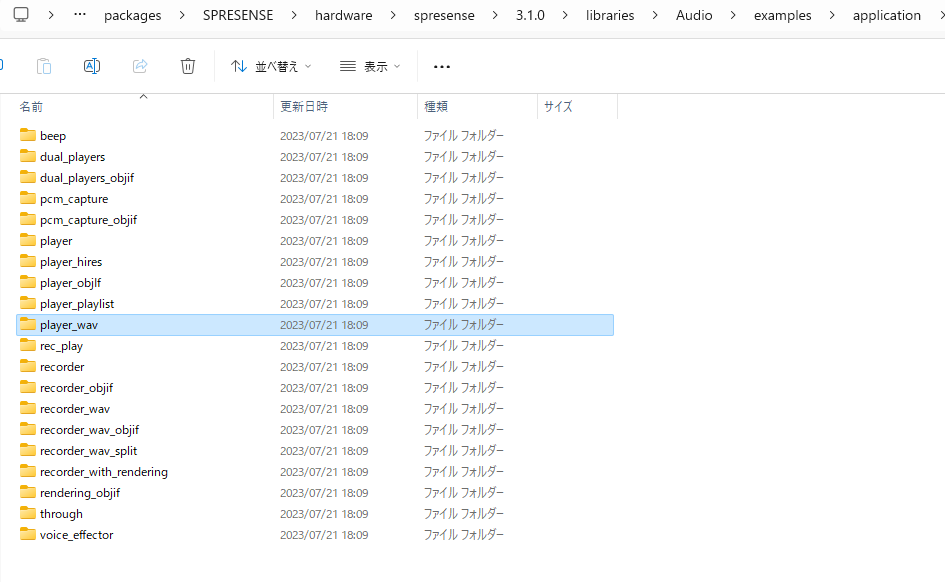 packages > SPRESENSE > hardware > spresense > 3.1.0 > libraries > Audio > examples > application >
並べ替え 表示
名前 更新日時 種類 サイズ
beep 2023/07/21 18:09 ファイル フォルダー
dual_players 2023/07/21 18:09 ファイル フォルダー
dual_players_objif 2023/07/21 18:09 ファイル フォルダー
pcm_capture 2023/07/21 18:09 ファイル フォルダー
pcm_capture_objif 2023/07/21 18:09 ファイル フォルダー
player 2023/07/21 18:09 ファイル フォルダー
player_hires 2023/07/21 18:09 ファイル フォルダー
player_objIf 2023/07/21 18:09 ファイル フォルダー
player_playlist 2023/07/21 18:09 ファイル フォルダー
player_wav 2023/07/21 18:09 ファイル フォルダー
rec_play 2023/07/21 18:09 ファイル フォルダー
recorder 2023/07/21 18:09 ファイル フォルダー
recorder_objif 2023/07/21 18:09 ファイル フォルダー
recorder_wav 2023/07/21 18:09 ファイル フォルダー
recorder_wav_objif 2023/07/21 18:09 ファイル フォルダー
recorder_wav_split 2023/07/21 18:09 ファイル フォルダー
recorder_with_rendering 2023/07/21 18:09 ファイル フォルダー
rendering_objif 2023/07/21 18:09 ファイル フォルダー
through 2023/07/21 18:09 ファイル フォルダー
voice_effector 2023/07/21 18:09 ファイル フォルダー